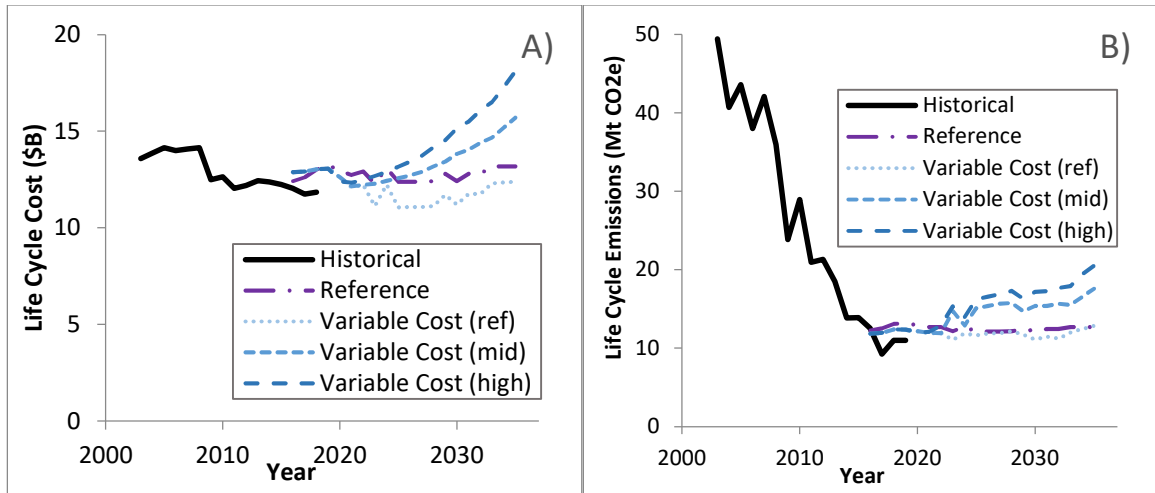 A)
Life Cycle Cost ($B)
20
15
10
5
0
Historical
Reference
Variable Cost (ref)
Variable Cost (mid)
Variable Cost (high)
2000
2010
2020
2030
Year
B)
Life Cycle Emissions (Mt CO2e)
50
40
30
20
10
0
Historical
Reference
Variable Cost (ref)
Variable Cost (mid)
Variable Cost (high)
2000
2010
2020
2030
Year